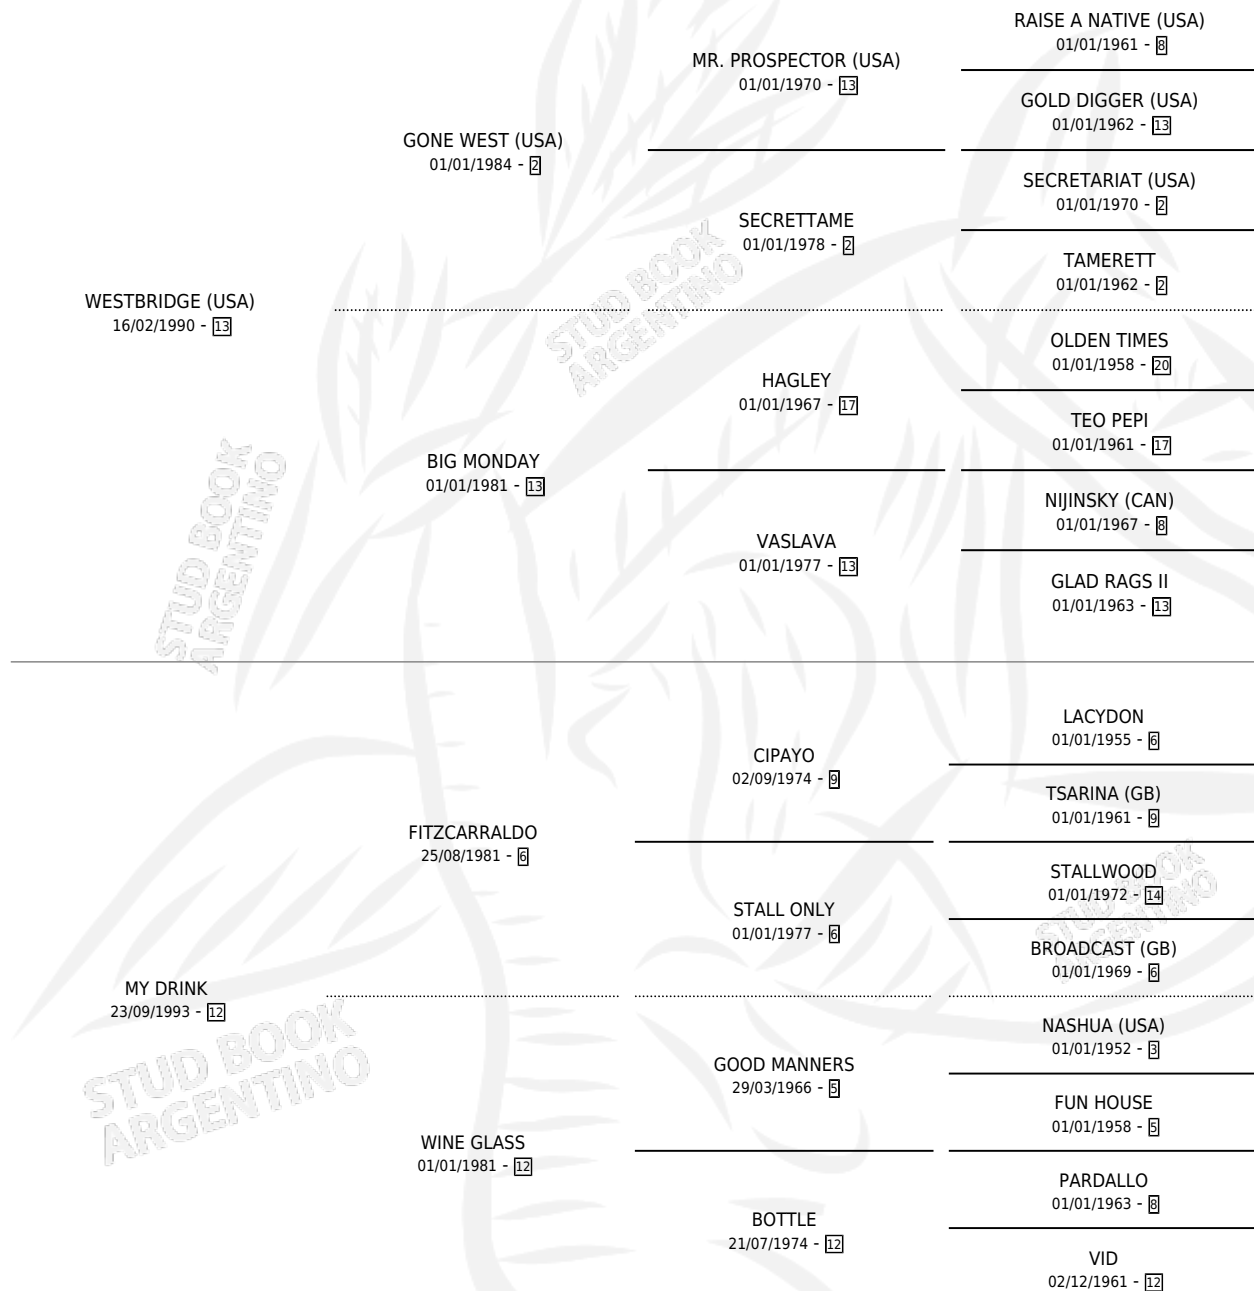 RAISE A NATIVE (USA)
01/01/1961 - 8
MR. PROSPECTOR (USA)
01/01/1970 - 13
GOLD DIGGER (USA)
01/01/1962 - 13
GONE WEST (USA)
01/01/1984 - 2
SECRETARIAT (USA)
01/01/1970 - 2
SECRETTAME
01/01/1978 - 2
TAMERETT
01/01/1962 - 2
WESTBRIDGE (USA)
16/02/1990 - 13
OLDEN TIMES
01/01/1958 - 20
HAGLEY
01/01/1967 - 17
TEO PEPI
01/01/1961 - 17
BIG MONDAY
01/01/1981 - 13
NIJINSKY (CAN)
01/01/1967 - 8
VASLAVA
01/01/1977 - 13
GLAD RAGS II
01/01/1963 - 13
STUD BOOK
ARGENTINO
STUD BOOK
ARGENTINO
LACYDON
01/01/1955 - 6
CIPAYO
02/09/1974 - 9
TSARINA (GB)
01/01/1961 - 9
FITZCARRALDO
25/08/1981 - 6
STALLWOOD
01/01/1972 - 14
STALL ONLY
01/01/1977 - 6
BROADCAST (GB)
01/01/1969 - 6
STUD BOOK
ARGENTINO
MY DRINK
23/09/1993 - 12
NASHUA (USA)
01/01/1952 - 3
GOOD MANNERS
29/03/1966 - 5
FUN HOUSE
01/01/1958 - 5
STUD BOOK
ARGENTINO
WINE GLASS
01/01/1981 - 12
PARDALLO
01/01/1963 - 8
BOTTLE
21/07/1974 - 12
VID
02/12/1961 - 12